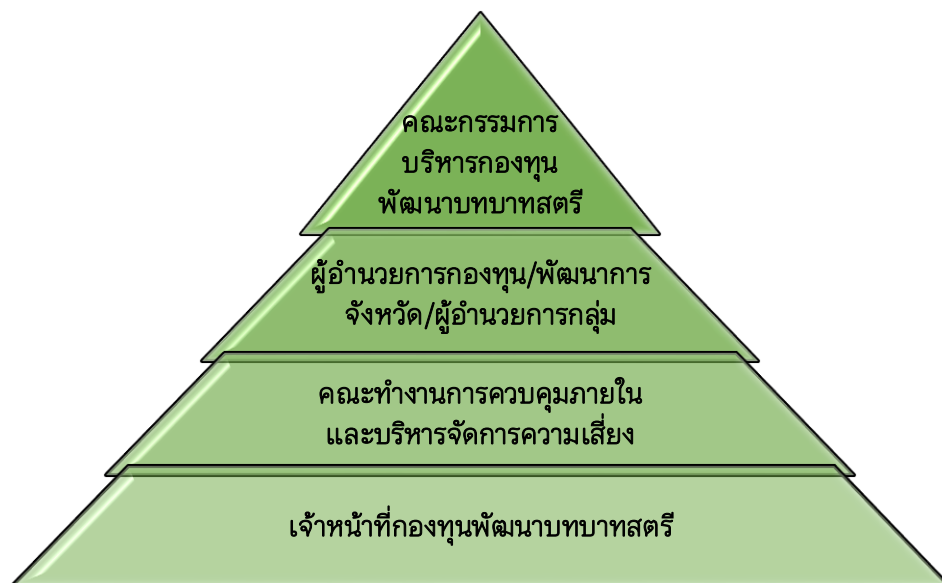 คณะกรรมการ
บริหารกองทุน
พัฒนาบทบาทสตรี
ผู้อำนวยการกองทุน/พัฒนาการ
จังหวัด/ผู้อำนวยการกลุ่ม
คณะทำงานการควบคุมภายใน
และบริหารจัดการความเสี่ยง
เจ้าหน้าที่กองทุนพัฒนาบทบาทสตรี